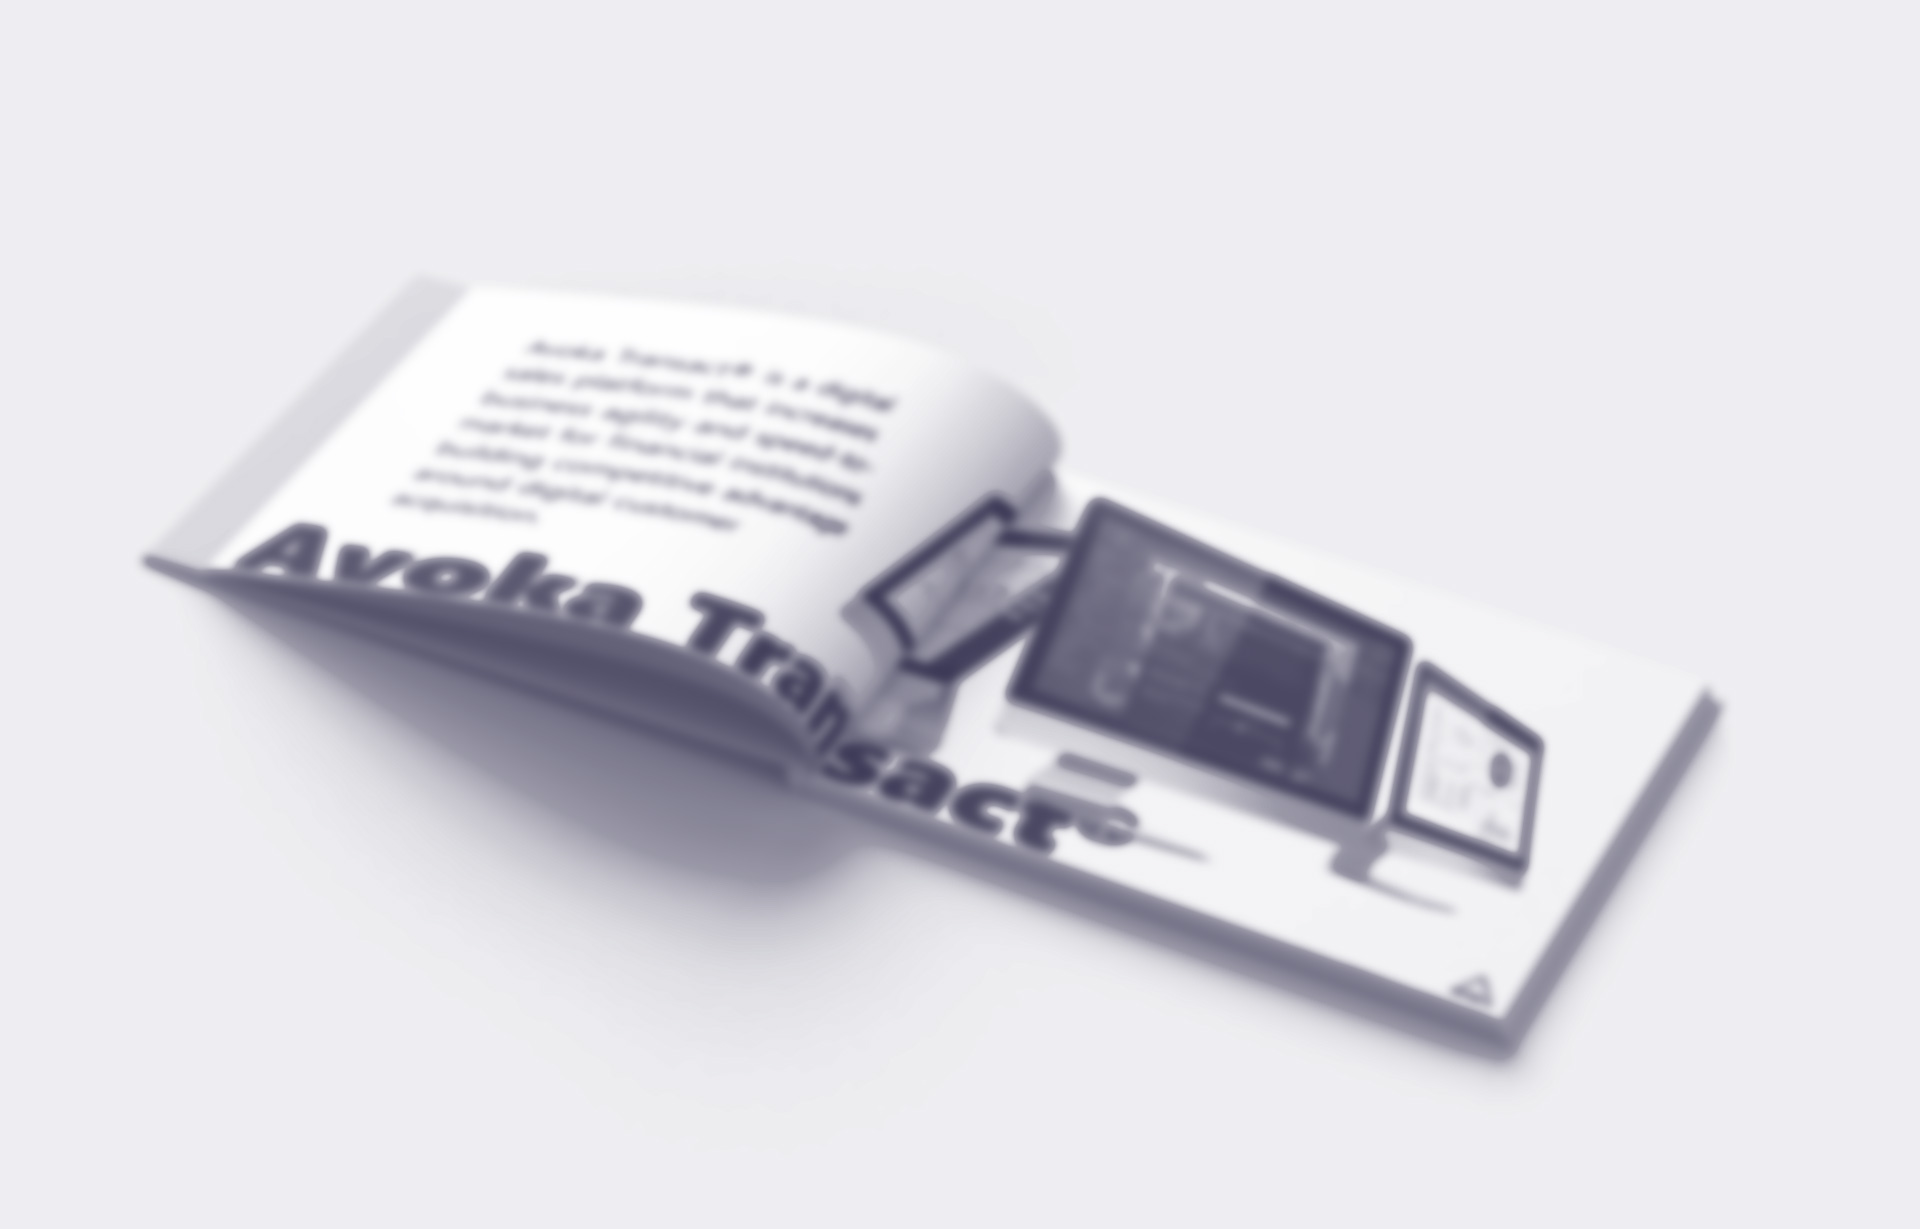 Avoka Transact® is a digital
sales platform that increases
business agility and speed-to-
market for financial institutions
building competitive advantage
around digital customer
acquisition.
Avoka Transact